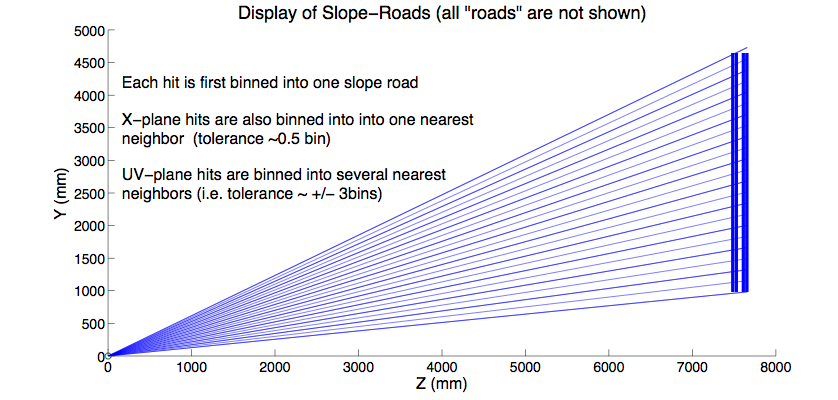 Display of Slope−Roads (all "roads" are not shown)
5000
4500
4000
3500
3000
2500
2000
1500
1000
500
0
Y (mm)
Each hit is first binned into one slope road
X−plane hits are also binned into into one nearest
neighbor (tolerance ~0.5 bin)
UV−plane hits are binned into several nearest
neighbors (i.e. tolerance ~ +/− 3bins)
0 1000 2000 3000 4000 5000 6000 7000 8000
Z (mm)